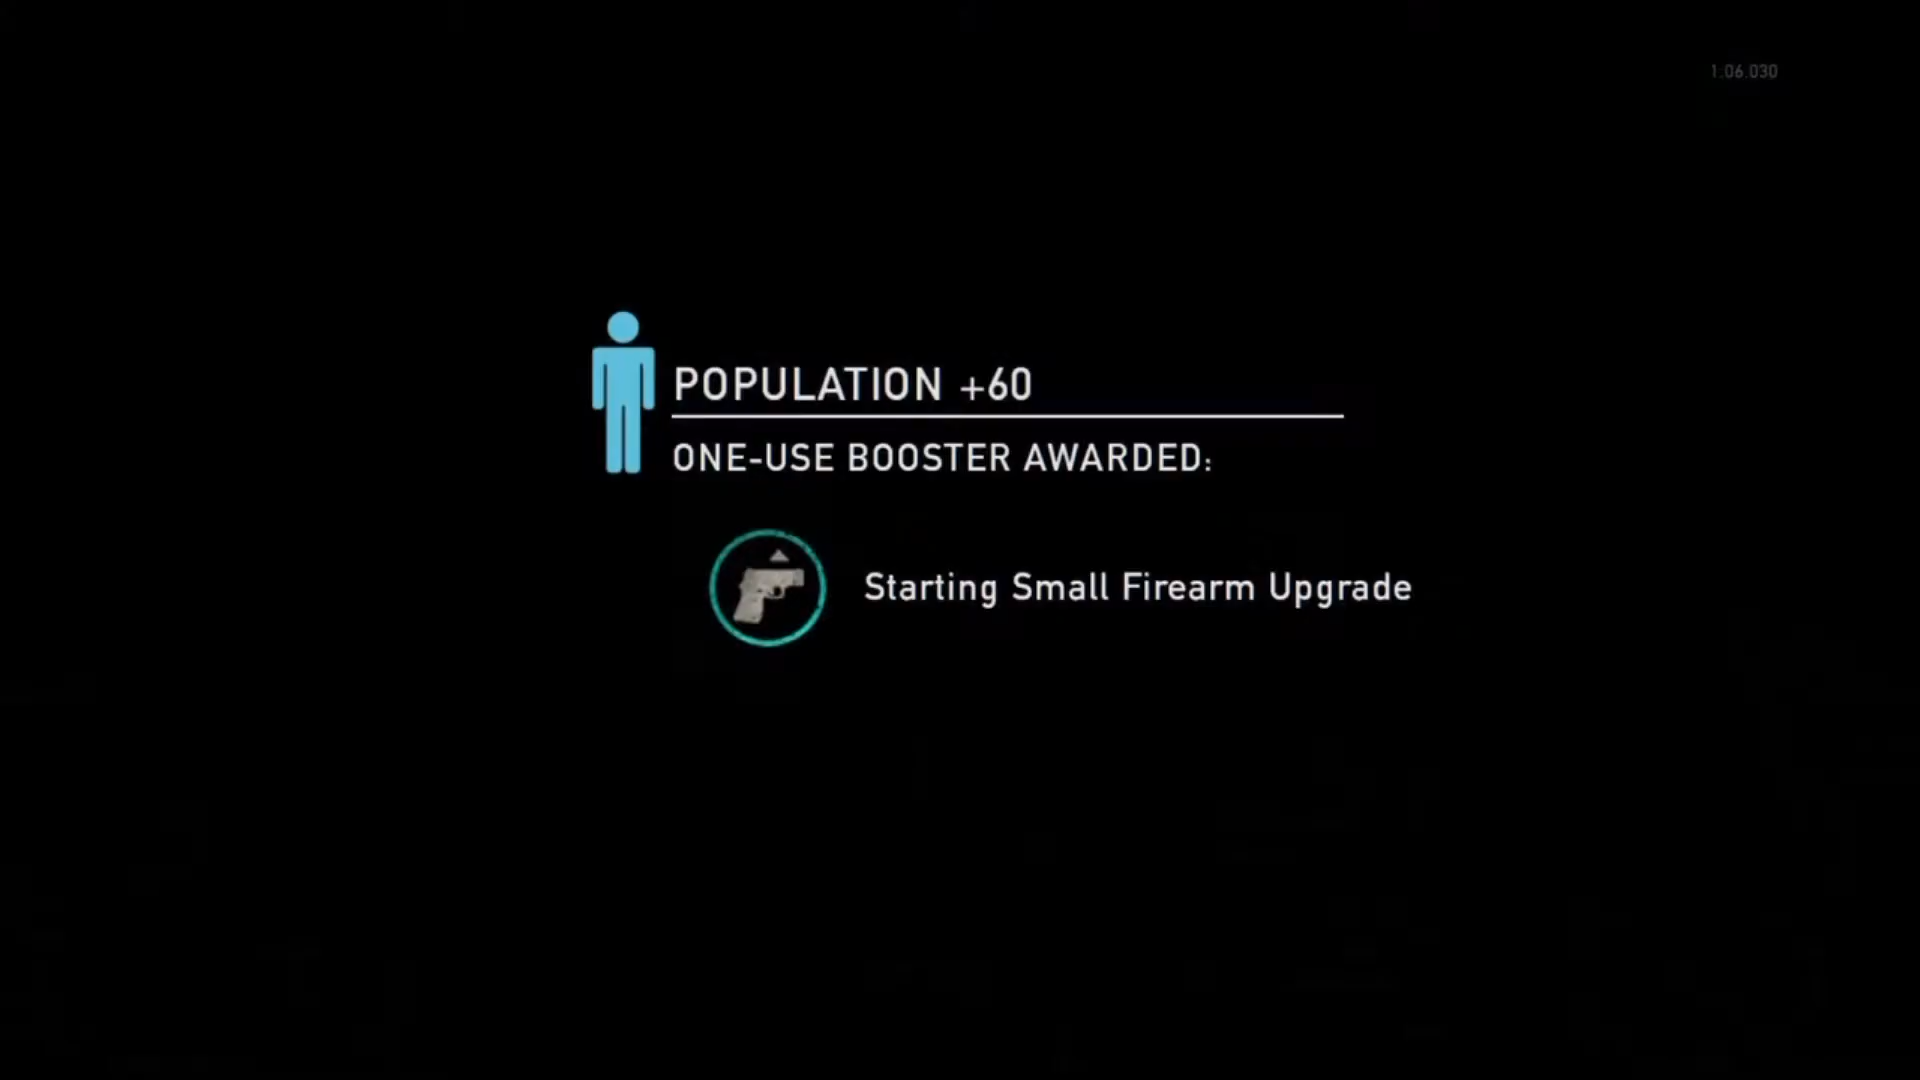 1.06.030
POPULATION +60
ONE-USE BOOSTER AWARDED:
Starting Small Firearm Upgrade